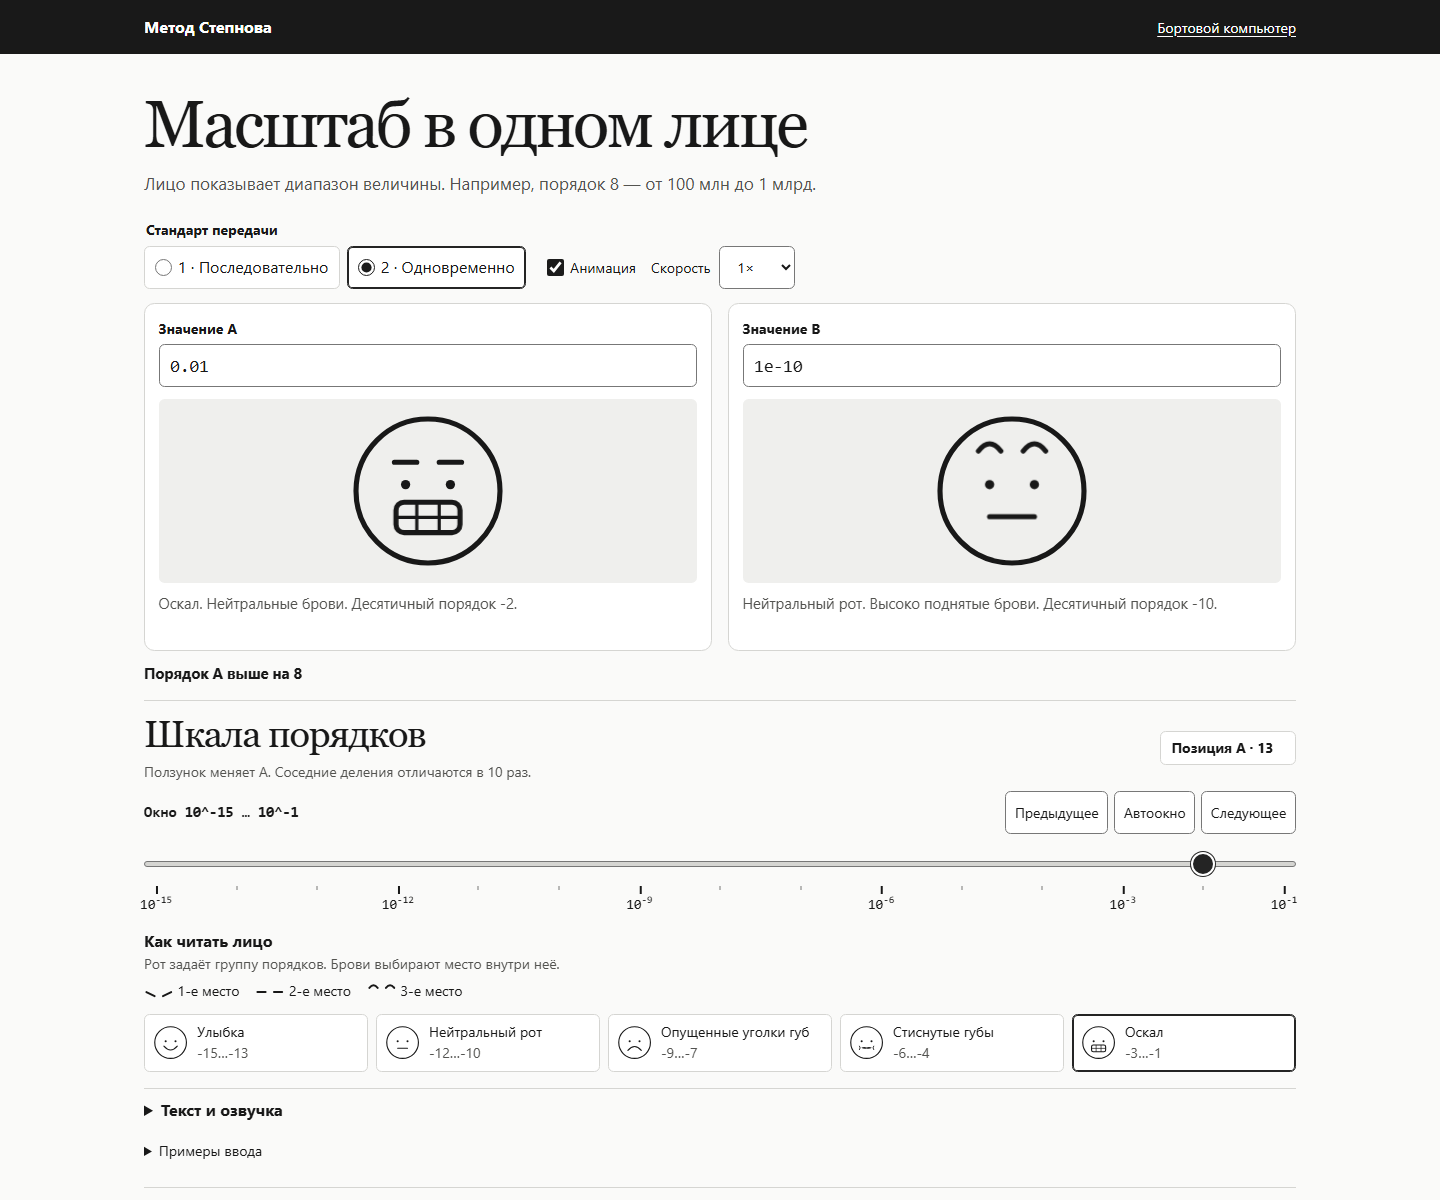 Метод Степнова
Бортовой компьютер
Масштаб в одном лице
Лицо показывает диапазон величины. Например, порядок 8 — от 100 млн до 1 млрд.
Стандарт передачи
1 · Последовательно
2 · Одновременно
Анимация
Скорость
1×
Значение A
0.01
Оскал. Нейтральные брови. Десятичный порядок -2.
Значение B
1e-10
Нейтральный рот. Высоко поднятые брови. Десятичный порядок -10.
Порядок A выше на 8
Шкала порядков
Позиция A · 13
Ползунок меняет A. Соседние деления отличаются в 10 раз.
Окно 10^-15 … 10^-1
Предыдущее
Автоокно
Следующее
10⁻¹⁵ 10⁻¹² 10⁻⁹ 10⁻⁶ 10⁻³ 10⁻¹
Как читать лицо
Рот задаёт группу порядков. Брови выбирают место внутри неё.
1-е место 2-е место 3-е место
Улыбка
-15…-13
Нейтральный рот
-12…-10
Опущенные уголки губ
-9…-7
Стиснутые губы
-6…-4
Оскал
-3…-1
Текст и озвучка
Примеры ввода